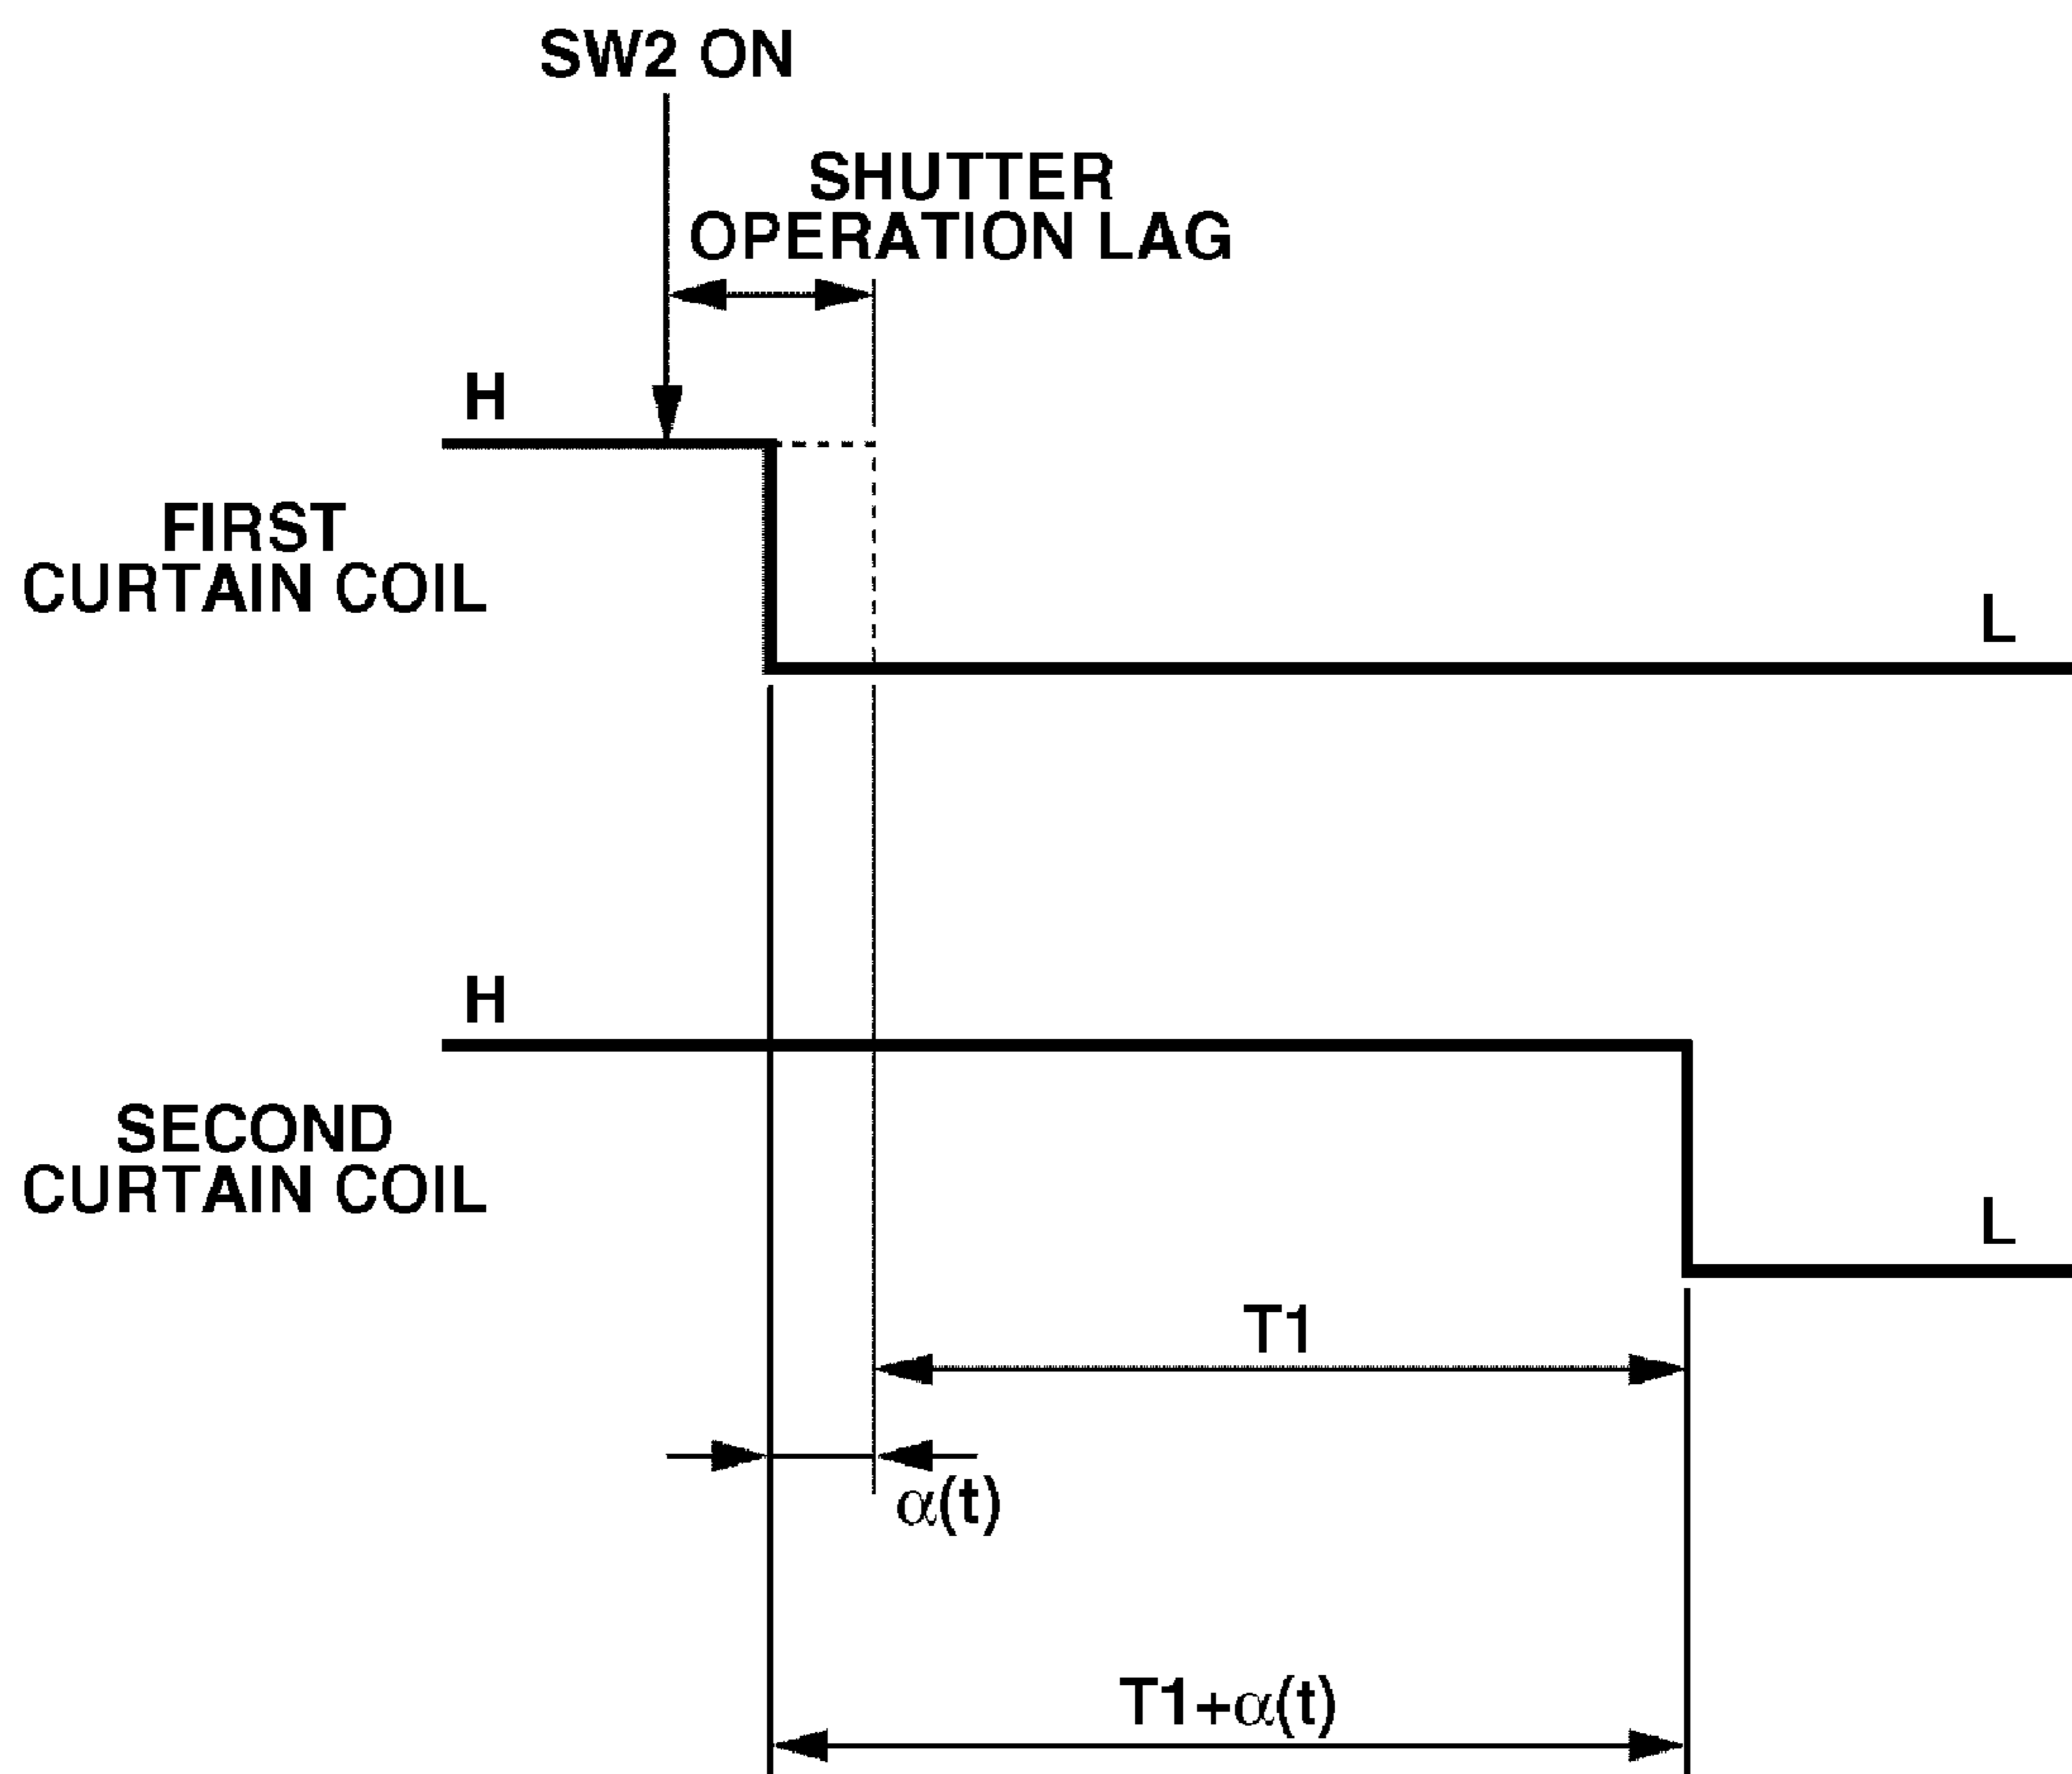 SW2 ON
SHUTTER
OPERATION LAG
H
FIRST
CURTAIN COIL
L
H
SECOND
CURTAIN COIL
L
T1
α(t)
T1+α(t)